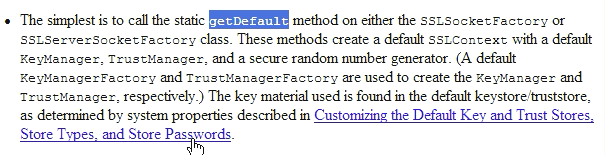 • The simplest is to call the static getDefault method on either the SSLSocketFactory or
SSLServerSocketFactory class. These methods create a default SSLContext with a default
KeyManager, TrustManager, and a secure random number generator. (A default
KeyManagerFactory and TrustManagerFactory are used to create the KeyManager and
TrustManager, respectively.) The key material used is found in the default keystore/truststore,
as determined by system properties described in Customizing the Default Key and Trust Stores,
Store Types, and Store Passwords.